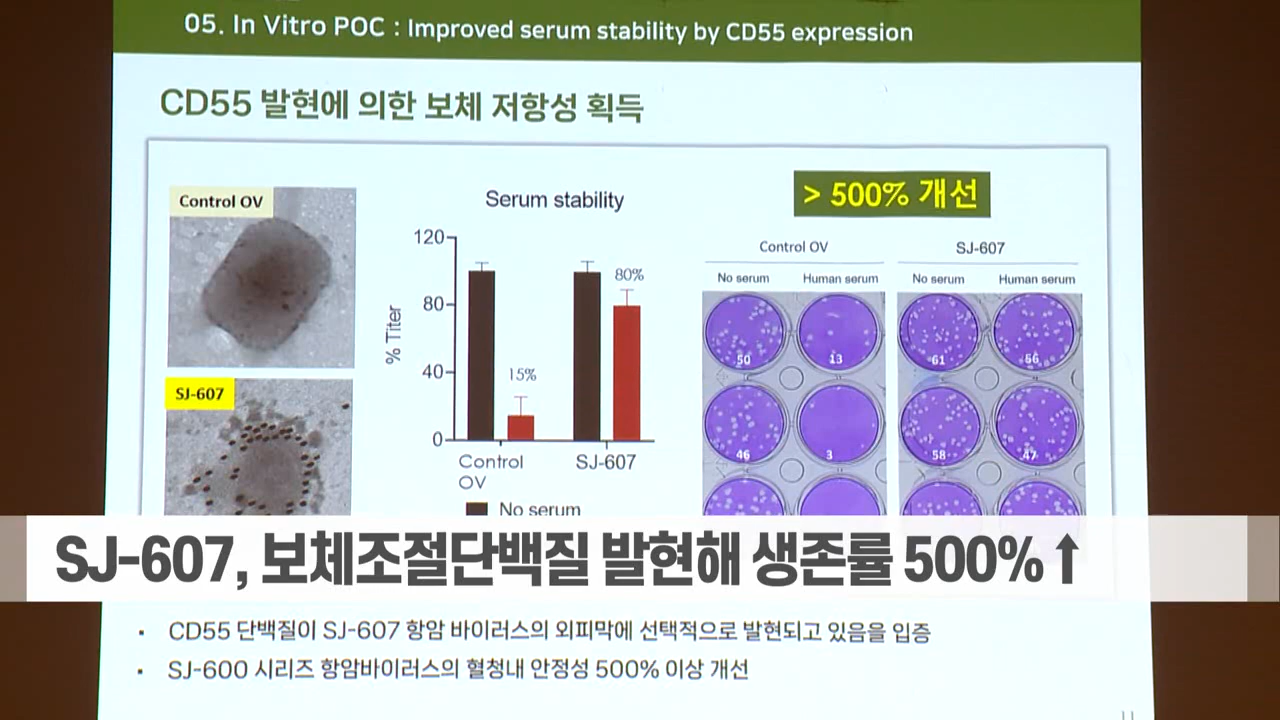 05. In Vitro POC : Improved serum stability by CD55 expression
CD55 발현에 의한 보체 저항성 획득
Control OV
SJ-607
Serum stability
% Titer
120
80
40
0
15%
80%
Control
OV
SJ-607
No serum
> 500% 개선
Control OV
SJ-607
No serum
Human serum
No serum
Human serum
50
13
61
56
46
3
58
47
SJ-607, 보체조절단백질 발현해 생존률 500%↑
▪ CD55 단백질이 SJ-607 항암 바이러스의 외피막에 선택적으로 발현되고 있음을 입증
▪ SJ-600 시리즈 항암바이러스의 혈청내 안정성 500% 이상 개선